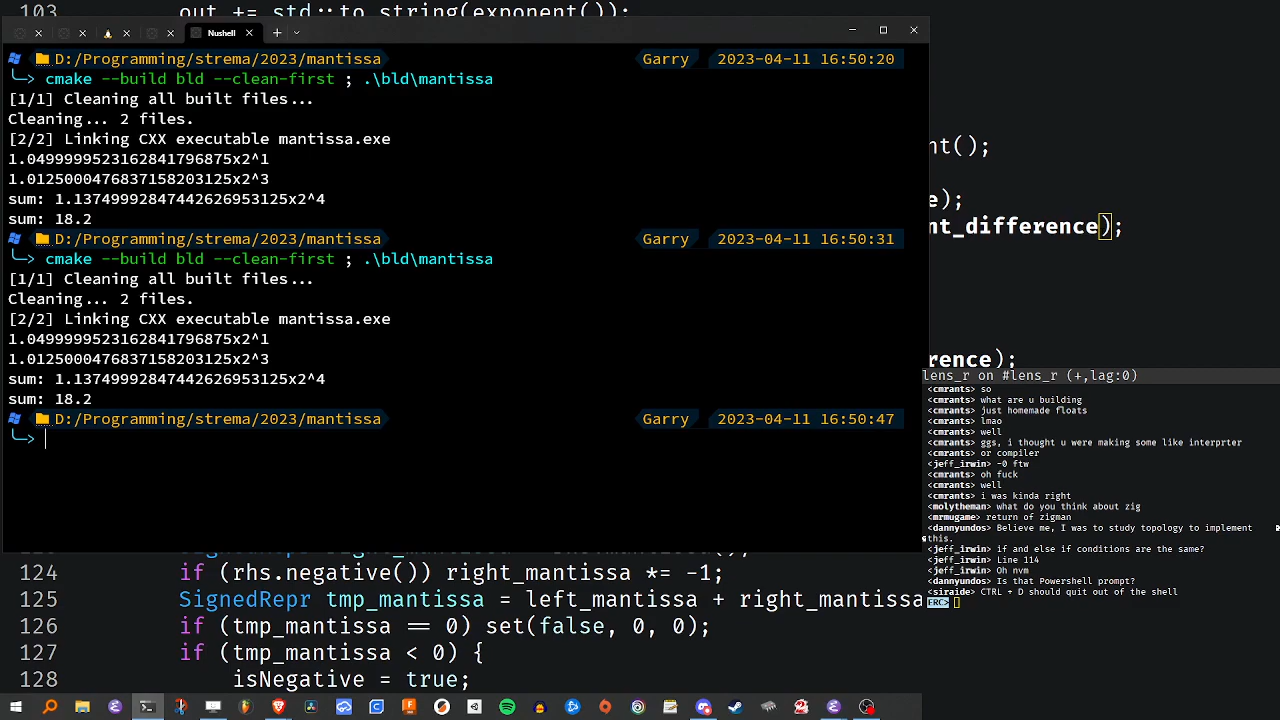 103 out += std::to_string(exponent());
Nushell
D:/Programming/strema/2023/mantissa Garry 2023-04-11 16:50:20
cmake --build bld --clean-first ; .\bld\mantissa
[1/1] Cleaning all built files...
Cleaning... 2 files.
[2/2] Linking CXX executable mantissa.exe
1.0499999523162841796875x2^1
1.0125000476837158203125x2^3
sum: 1.13749992847442626953125x2^4
sum: 18.2
D:/Programming/strema/2023/mantissa Garry 2023-04-11 16:50:31
cmake --build bld --clean-first ; .\bld\mantissa
[1/1] Cleaning all built files...
Cleaning... 2 files.
[2/2] Linking CXX executable mantissa.exe
1.0499999523162841796875x2^1
1.0125000476837158203125x2^3
sum: 1.13749992847442626953125x2^4
sum: 18.2
D:/Programming/strema/2023/mantissa Garry 2023-04-11 16:50:47
nt();
e);
nt_difference);
rence);
124 if (rhs.negative()) right_mantissa *= -1;
125 SignedRepr tmp_mantissa = left_mantissa + right_mantissa
126 if (tmp_mantissa == 0) set(false, 0, 0);
127 if (tmp_mantissa < 0) {
128 isNegative = true;
lens_r on #lens_r (+,lag:0)
<cmrants> so
<cmrants> what are u building
<cmrants> just homemade floats
<cmrants> lmao
<cmrants> well
<cmrants> ggs, i thought u were making some like interprter
<cmrants> or compiler
<jeff_irwin> -0 ftw
<cmrants> oh fuck
<cmrants> well
<cmrants> i was kinda right
<molytheman> what do you think about zig
<mrmugame> return of zigman
<dannyundos> Believe me, I was to study topology to implement
this.
<jeff_irwin> if and else if conditions are the same?
<jeff_irwin> Line 114
<jeff_irwin> Oh nvm
<dannyundos> Is that Powershell prompt?
<siraide> CTRL + D should quit out of the shell
ERC>